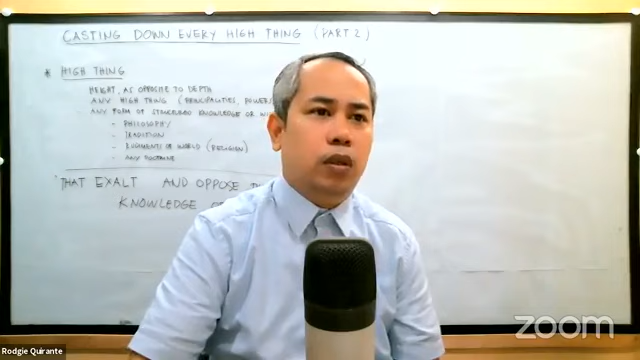 CASTING DOWN EVERY HIGH THING (PART 2)
* HIGH THING
HEIGHT, AS OPPOSITE TO DEPTH
ANY HIGH THING (PRINCIPALITIES, POWERS
ANY FORM OF STRUCTURED KNOWLEDGE OR
- PHILOSOPHY
- TRADITION
- RUDIMENTS OF WORLD (RELIGION)
- ANY DOCTRINE
THAT EXALT AND OPPOSE
KNOWLEDGE
zoom
Rodgie Quirante